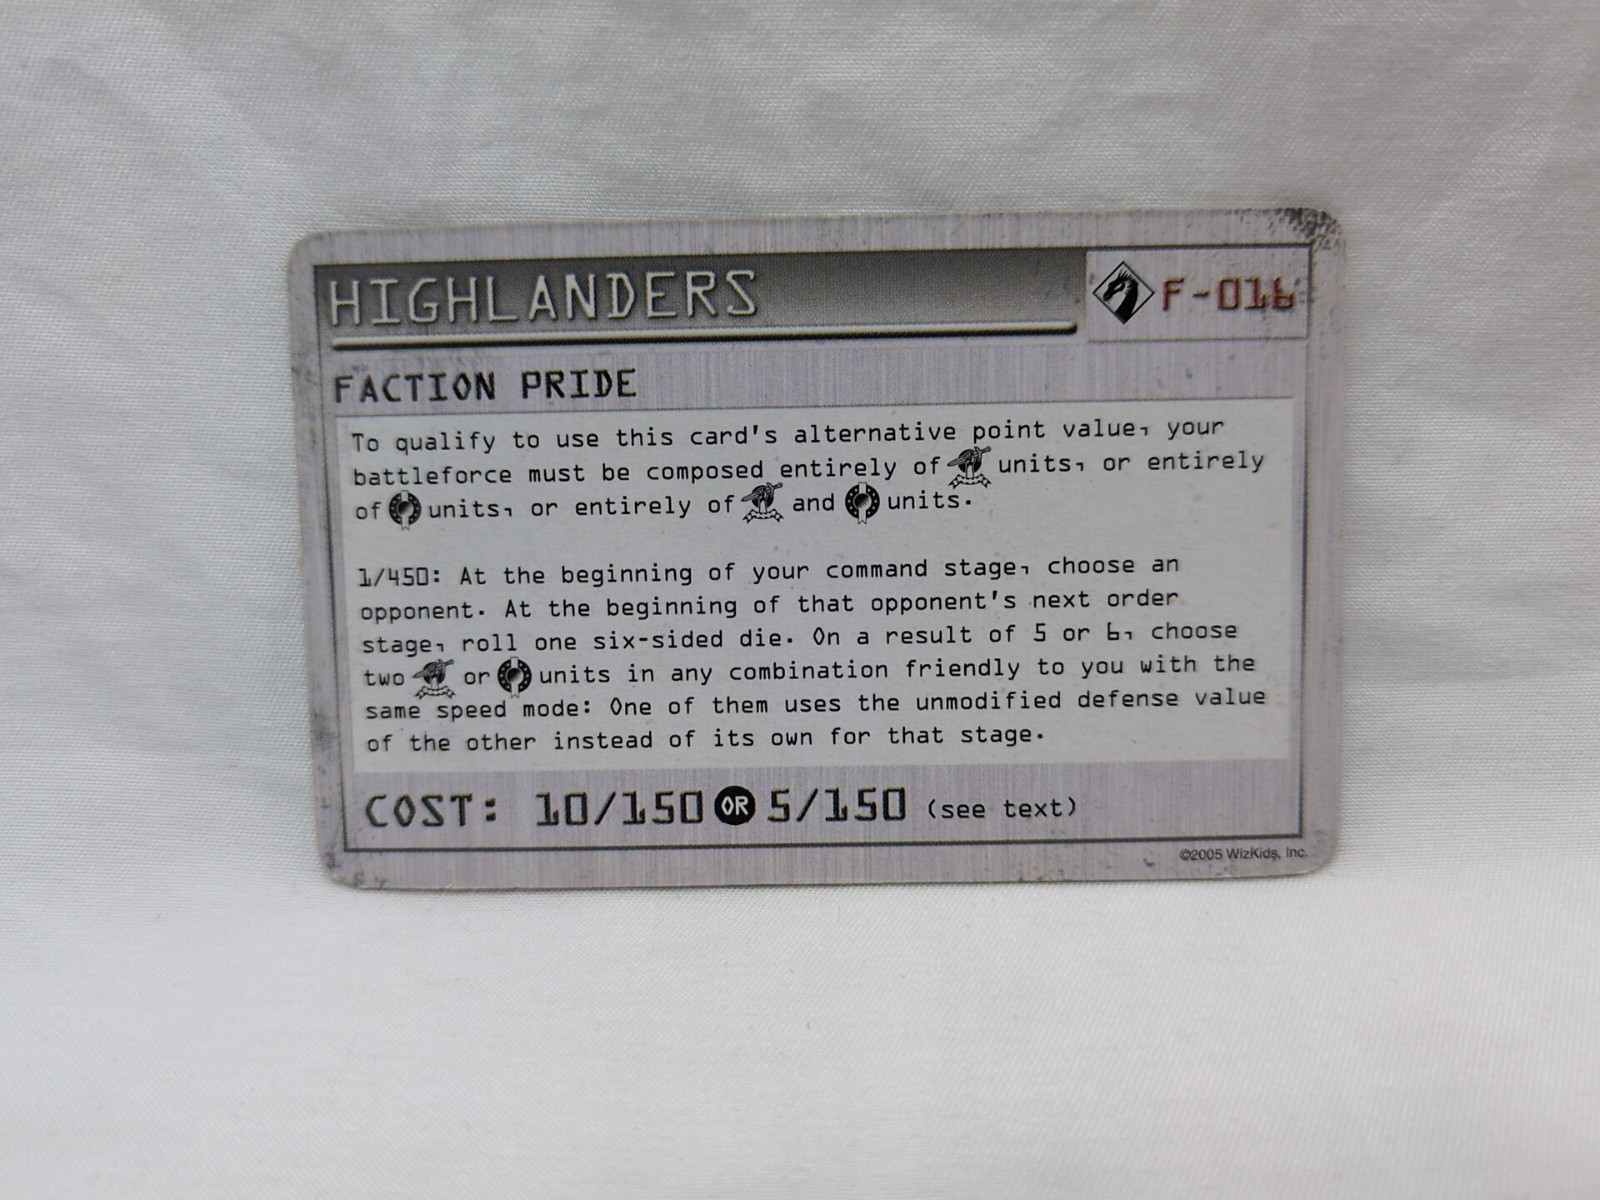 HIGHLANDERS
F-016
FACTION PRIDE
To qualify to use this card's alternative point value, your
battleforce must be composed entirely of units, or entirely
of units, or entirely of and units.
1/450: At the beginning of your command stage, choose an
opponent. At the beginning of that opponent's next order
stage, roll one six-sided die. On a result of 5 or 6, choose
two or units in any combination friendly to you with the
same speed mode: One of them uses the unmodified defense value
of the other instead of its own for that stage.
COST: 10/150 OR 5/150 (see text)
©2005 WizKids, Inc.